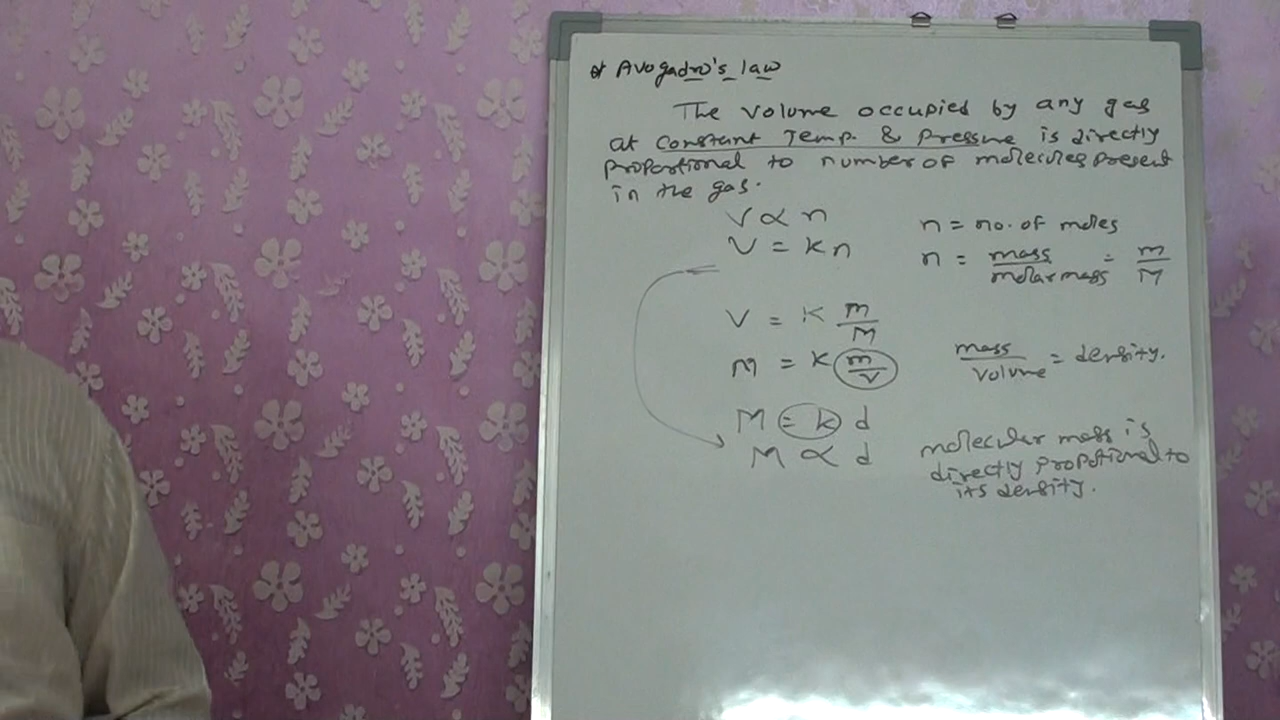 * Avogadro's law
The volume occupied by any gas
at constant Temp. & pressure is directly
proportional to number of molecules present
in the gas.
V ∝ n
V = kn
n = no. of moles
n = mass/molar mass = m/M
V = K m/M
M = K m/V
mass/volume = density.
M = k d
M ∝ d
molecular mass is
directly propotional to
its density.